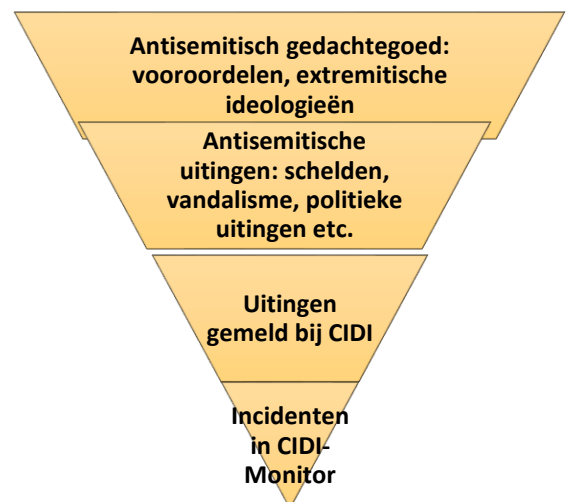 Antisemitisch gedachtegoed:
vooroordelen, extremitische
ideologieën
Antisemitische
uitingen: schelden,
vandalisme, politieke
uitingen etc.
Uitingen
gemeld bij CIDI
Incidenten
in CIDI-
Monitor